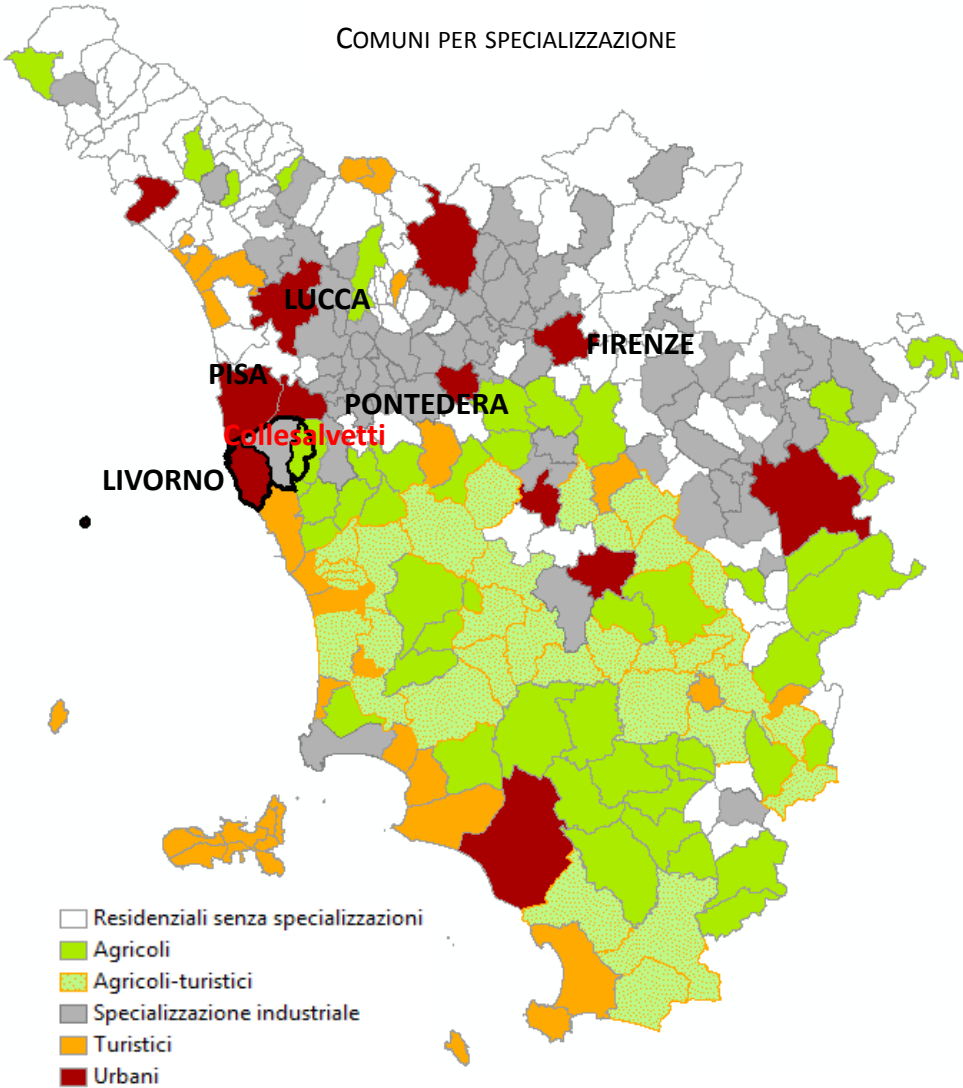 COMUNI PER SPECIALIZZAZIONE
LUCCA
FIRENZE
PISA
PONTEDERA
Collesalvetti
LIVORNO
Residenziali senza specializzazioni
Agricoli
Agricoli-turistici
Specializzazione industriale
Turistici
Urbani